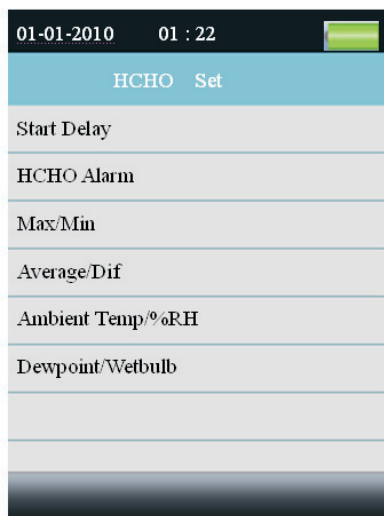 01-01-2010 01 : 22
HCHO Set
Start Delay
HCHO Alarm
Max/Min
Average/Dif
Ambient Temp/%RH
Dewpoint/Wetbulb